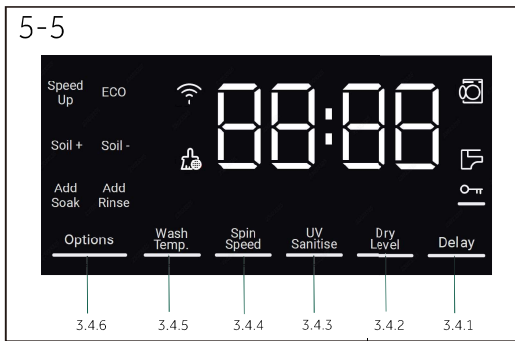 5-5
Speed Up
ECO
88:88
Soil +
Soil -
Add Soak
Add Rinse
Options
Wash Temp.
Spin Speed
UV Sanitise
Dry Level
Delay
3.4.6
3.4.5
3.4.4
3.4.3
3.4.2
3.4.1